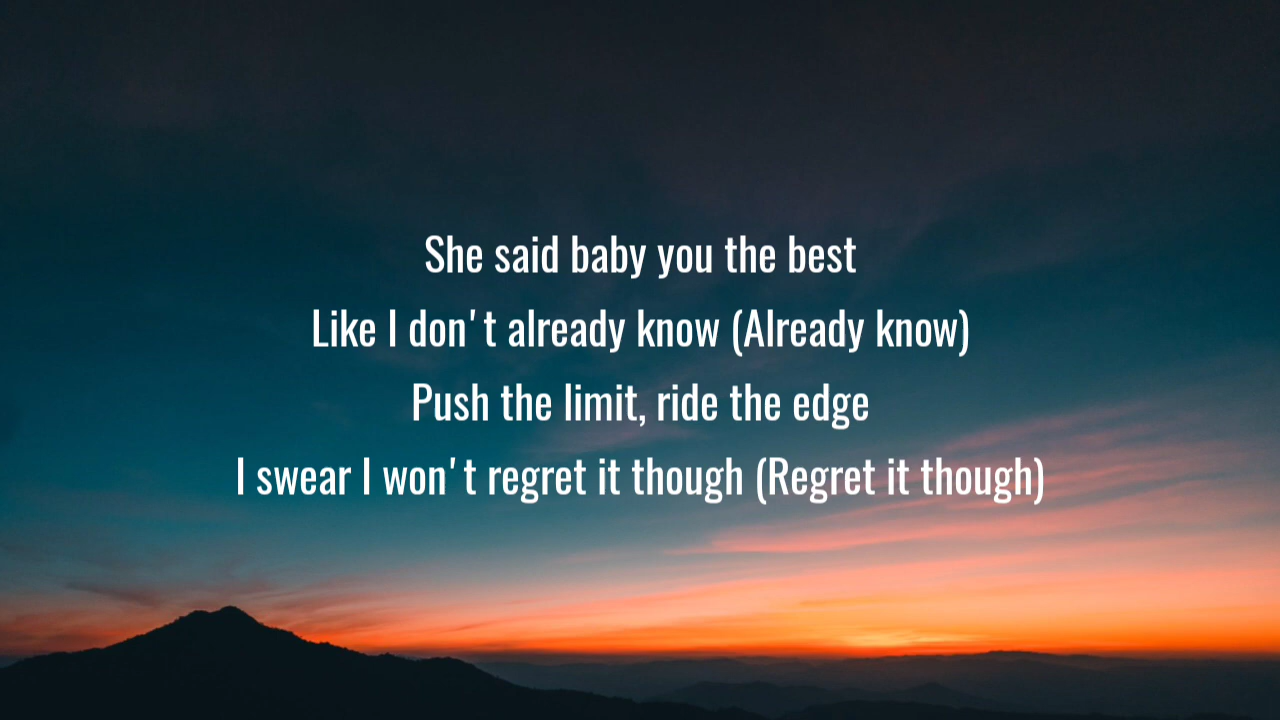 She said baby you the best
Like I don't already know (Already know)
Push the limit, ride the edge
I swear I won't regret it though (Regret it though)